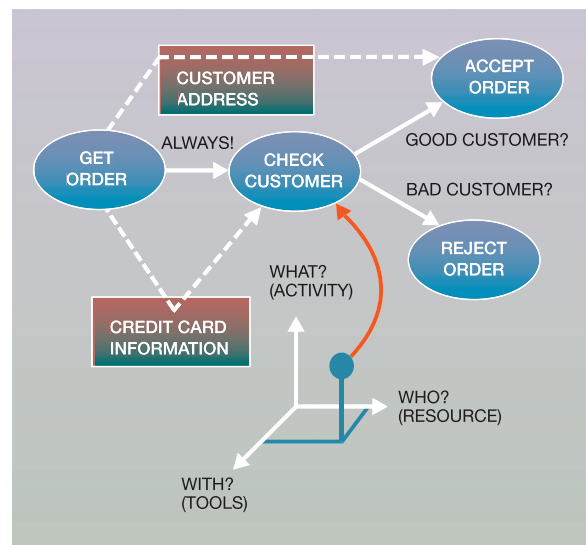 CUSTOMER
ADDRESS
ACCEPT
ORDER
ALWAYS!
GOOD CUSTOMER?
GET
ORDER
CHECK
CUSTOMER
BAD CUSTOMER?
REJECT
ORDER
WHAT?
(ACTIVITY)
CREDIT CARD
INFORMATION
WHO?
(RESOURCE)
WITH?
(TOOLS)